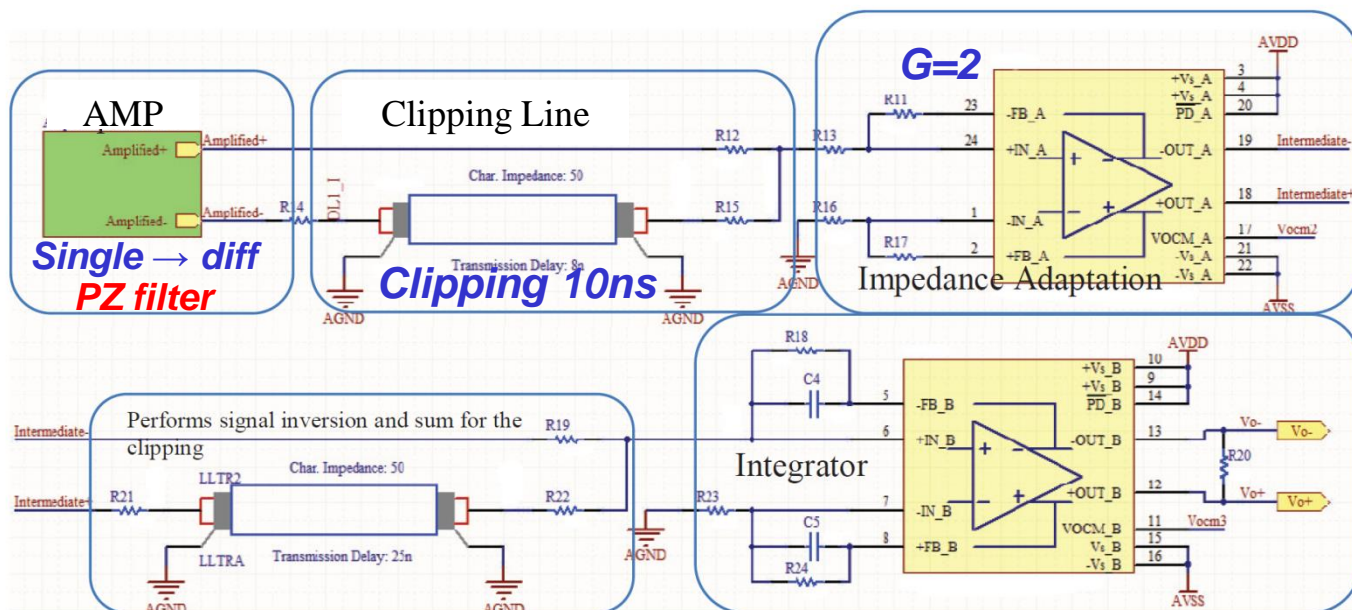 AMP
Amplified+
Amplified+
Amplified-
Amplified-
R14
Single → diff
PZ filter
AGND
Clipping Line
DL1_I
Char. Impedance: 50
Transmission Delay: 8n
Clipping 10ns
R12
R15
AGND
AGND
G=2
R11
R13
R16
R17
AGND
23
24
1
2
-FB_A
+IN_A
-IN_A
+FB_A
+Vs_A
+Vs_A
PD_A
-OUT_A
+OUT_A
VOCM_A
-Vs_A
-Vs_A
3
4
20
19
18
17
21
22
AVDD
Intermediate-
Intermediate+
Vocm2
AVSS
Impedance Adaptation
Performs signal inversion and sum for the
clipping
Intermediate-
Intermediate+
R19
R21
R22
LLTR2
LLTRA
Char. Impedance: 50
Transmission Delay: 25n
AGND
AGND
Integrator
R18
C4
R23
C5
R24
AGND
5
6
7
8
-FB_B
+IN_B
-IN_B
+FB_B
+Vs_B
+Vs_B
PD_B
-OUT_B
+OUT_B
VOCM_B
Vs_B
-Vs_B
10
9
14
13
12
11
15
16
AVDD
Vo-
Vo-
R20
Vo+
Vo+
Vocm3
AVSS